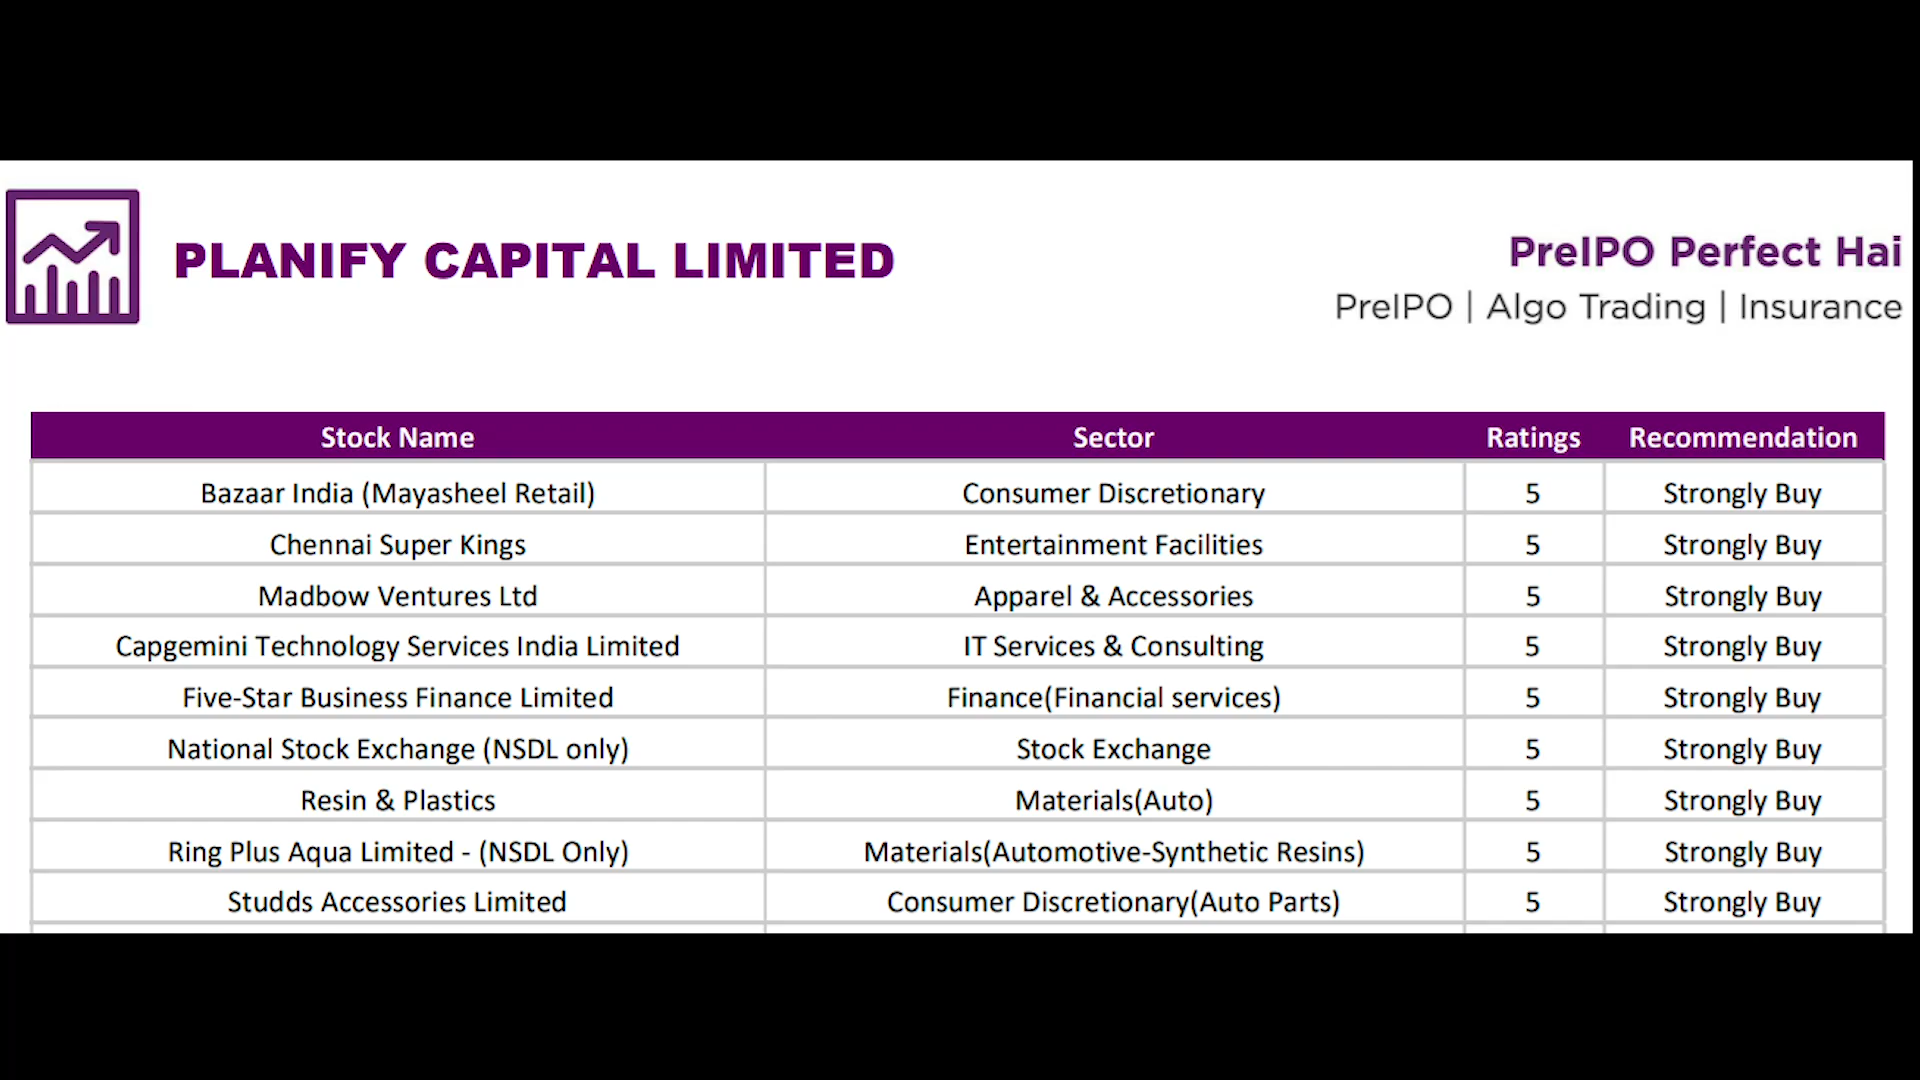 PLANIFY CAPITAL LIMITED
PreIPO Perfect Hai
PreIPO | Algo Trading | Insurance
Stock Name Sector Ratings Recommendation
Bazaar India (Mayasheel Retail) Consumer Discretionary 5 Strongly Buy
Chennai Super Kings Entertainment Facilities 5 Strongly Buy
Madbow Ventures Ltd Apparel & Accessories 5 Strongly Buy
Capgemini Technology Services India Limited IT Services & Consulting 5 Strongly Buy
Five-Star Business Finance Limited Finance(Financial services) 5 Strongly Buy
National Stock Exchange (NSDL only) Stock Exchange 5 Strongly Buy
Resin & Plastics Materials(Auto) 5 Strongly Buy
Ring Plus Aqua Limited - (NSDL Only) Materials(Automotive-Synthetic Resins) 5 Strongly Buy
Studds Accessories Limited Consumer Discretionary(Auto Parts) 5 Strongly Buy